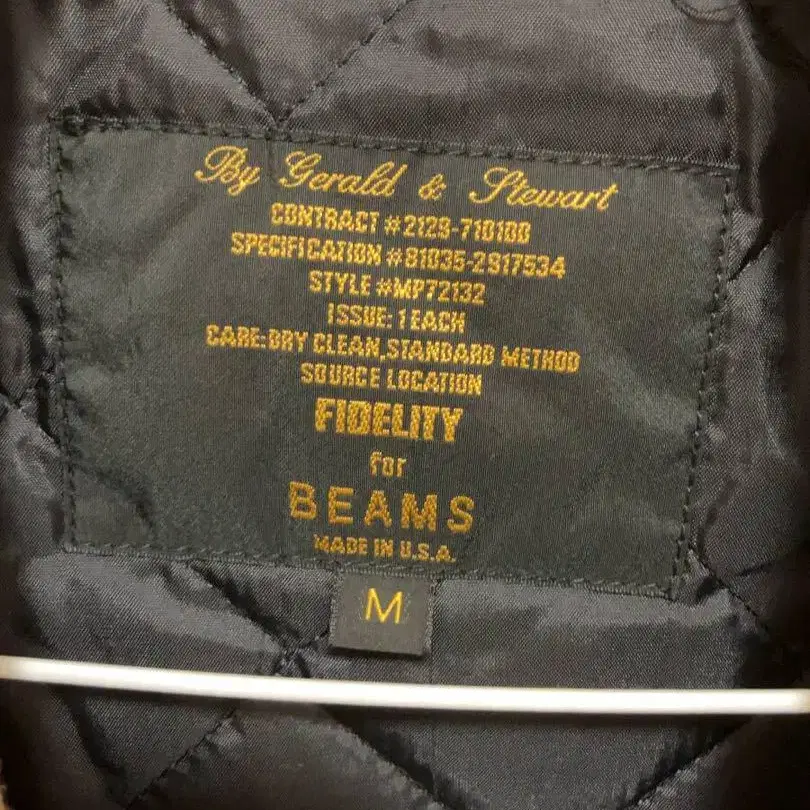 By Gerald & Stewart
CONTRACT #2129-710100
SPECIFICATION #81035-2917534
STYLE #MP72132
ISSUE: 1 EACH
CARE: DRY CLEAN, STANDARD METHOD
SOURCE LOCATION
FIDELITY
for
BEAMS
MADE IN U.S.A.
M